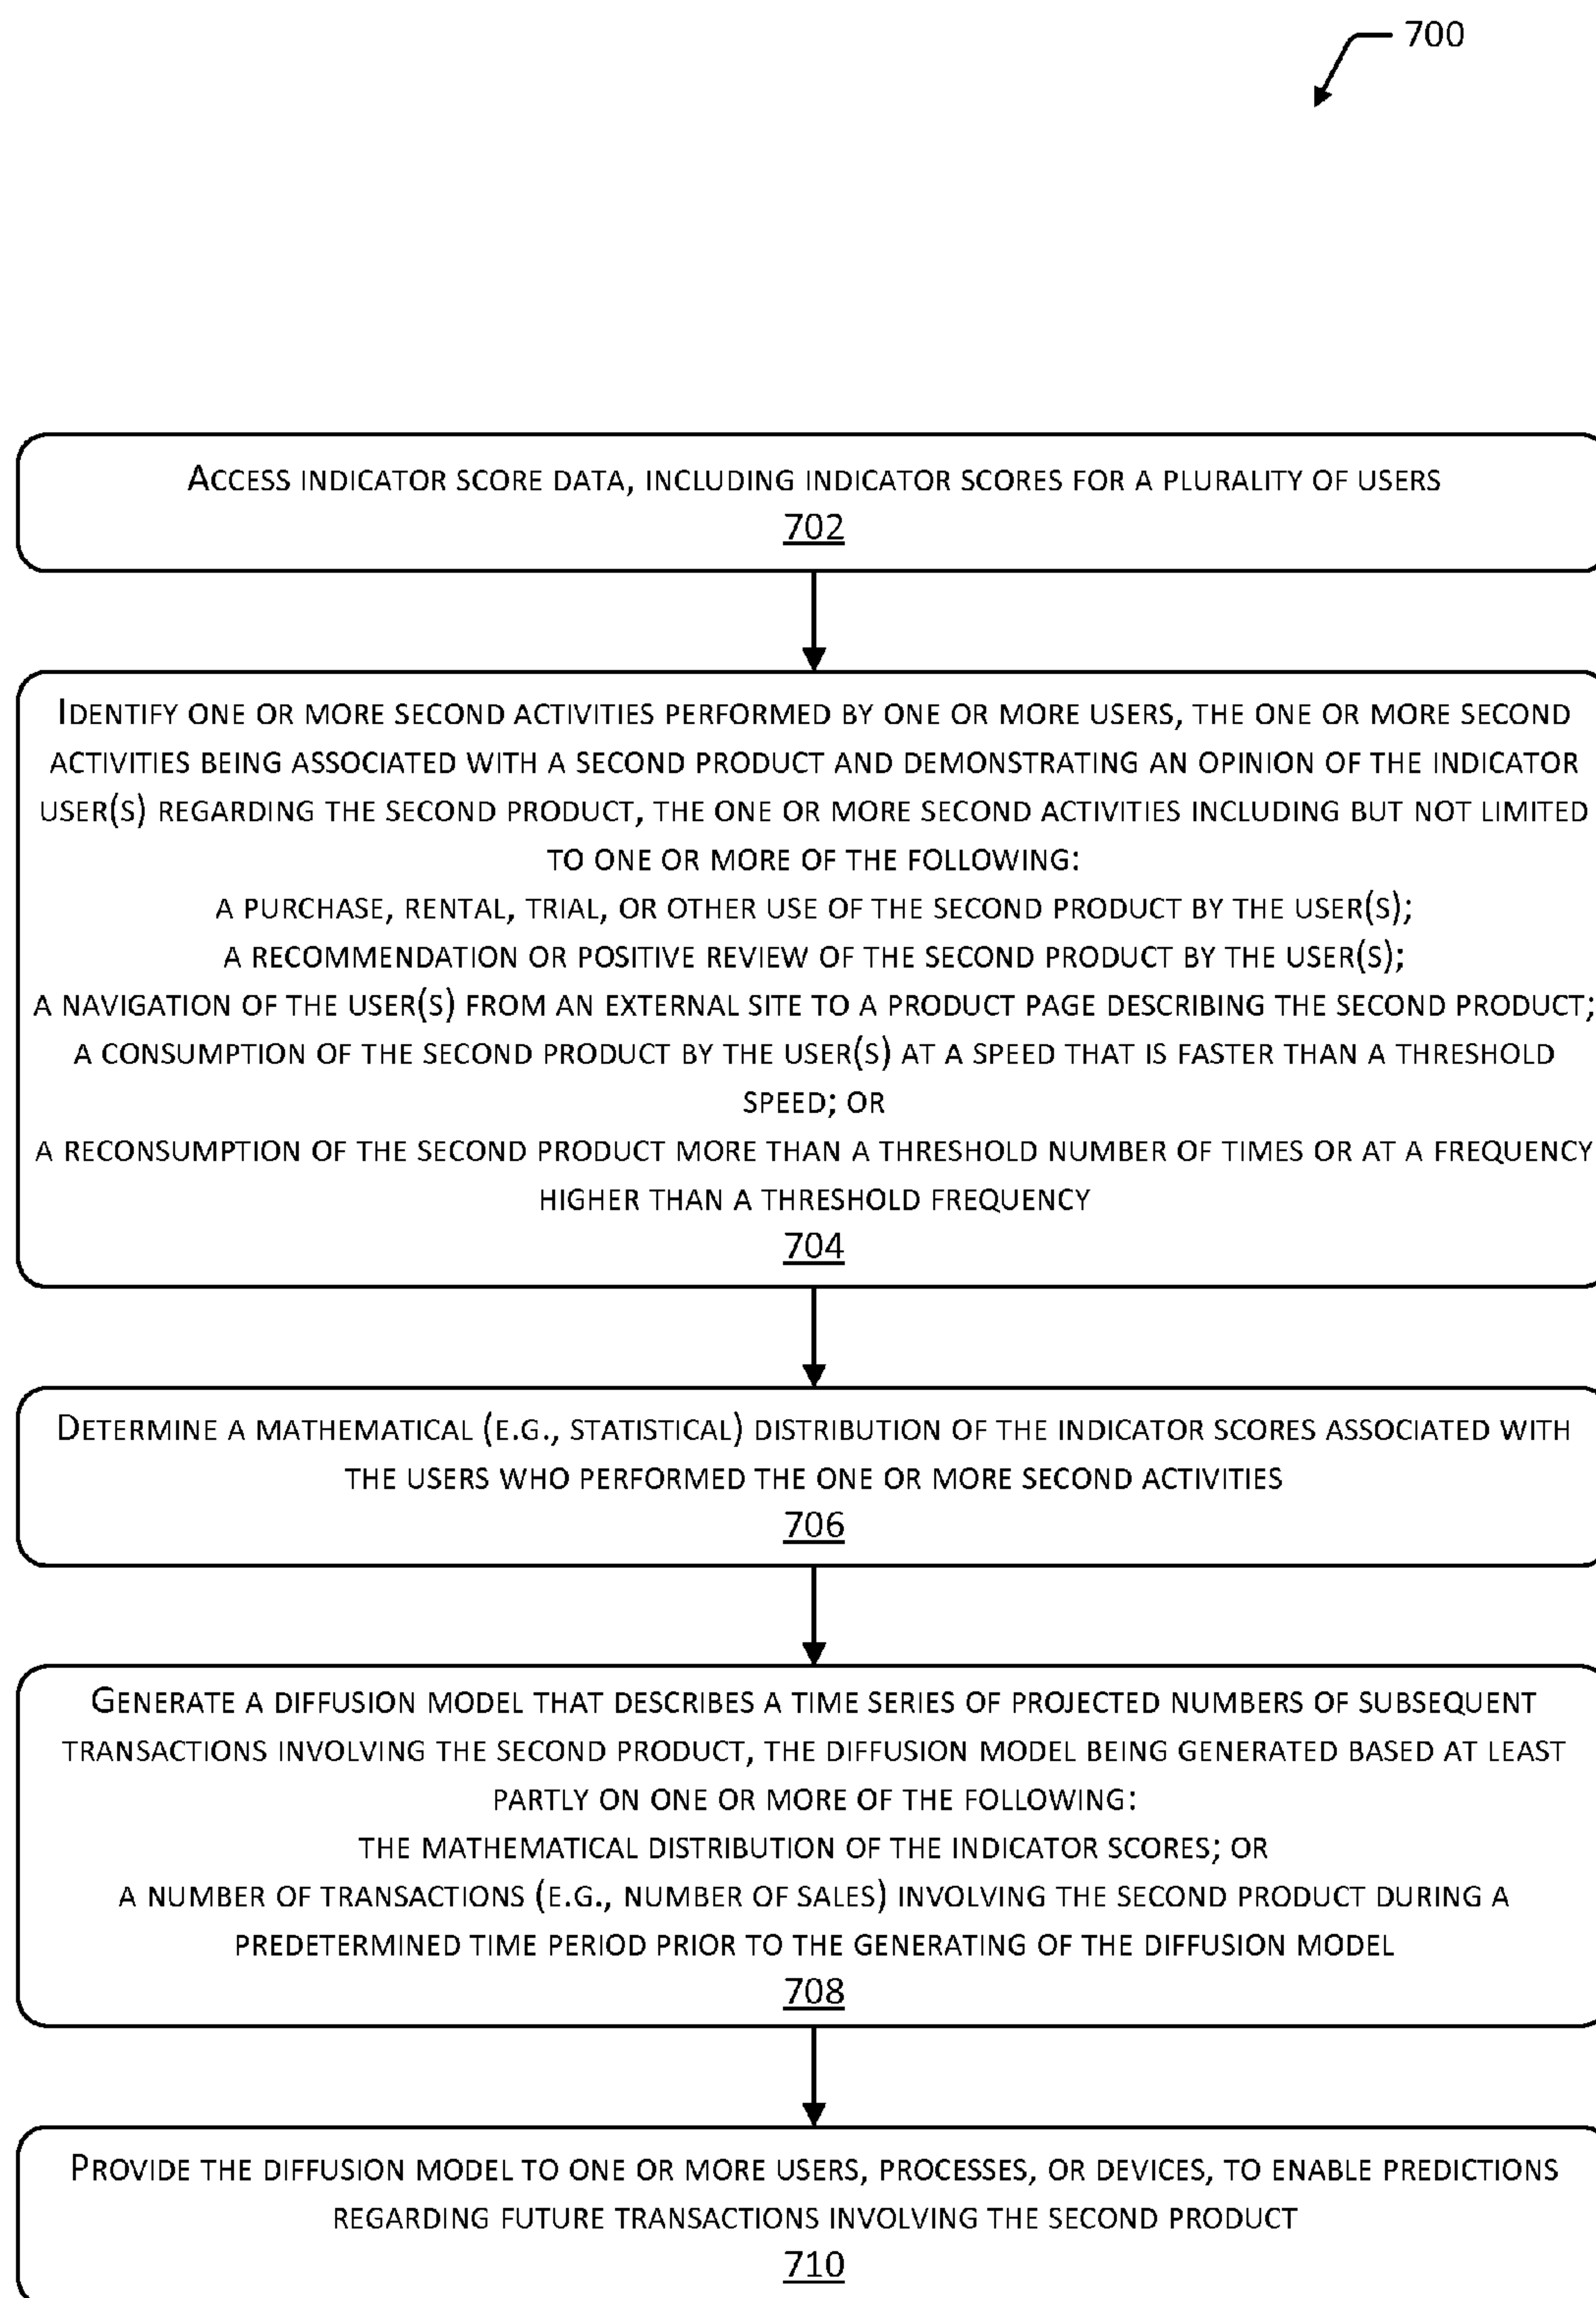 700
ACCESS INDICATOR SCORE DATA, INCLUDING INDICATOR SCORES FOR A PLURALITY OF USERS
702
IDENTIFY ONE OR MORE SECOND ACTIVITIES PERFORMED BY ONE OR MORE USERS, THE ONE OR MORE SECOND
ACTIVITIES BEING ASSOCIATED WITH A SECOND PRODUCT AND DEMONSTRATING AN OPINION OF THE INDICATOR
USER(S) REGARDING THE SECOND PRODUCT, THE ONE OR MORE SECOND ACTIVITIES INCLUDING BUT NOT LIMITED
TO ONE OR MORE OF THE FOLLOWING:
A PURCHASE, RENTAL, TRIAL, OR OTHER USE OF THE SECOND PRODUCT BY THE USER(S);
A RECOMMENDATION OR POSITIVE REVIEW OF THE SECOND PRODUCT BY THE USER(S);
A NAVIGATION OF THE USER(S) FROM AN EXTERNAL SITE TO A PRODUCT PAGE DESCRIBING THE SECOND PRODUCT;
A CONSUMPTION OF THE SECOND PRODUCT BY THE USER(S) AT A SPEED THAT IS FASTER THAN A THRESHOLD
SPEED; OR
A RECONSUMPTION OF THE SECOND PRODUCT MORE THAN A THRESHOLD NUMBER OF TIMES OR AT A FREQUENCY
HIGHER THAN A THRESHOLD FREQUENCY
704
DETERMINE A MATHEMATICAL (E.G., STATISTICAL) DISTRIBUTION OF THE INDICATOR SCORES ASSOCIATED WITH
THE USERS WHO PERFORMED THE ONE OR MORE SECOND ACTIVITIES
706
GENERATE A DIFFUSION MODEL THAT DESCRIBES A TIME SERIES OF PROJECTED NUMBERS OF SUBSEQUENT
TRANSACTIONS INVOLVING THE SECOND PRODUCT, THE DIFFUSION MODEL BEING GENERATED BASED AT LEAST
PARTLY ON ONE OR MORE OF THE FOLLOWING:
THE MATHEMATICAL DISTRIBUTION OF THE INDICATOR SCORES; OR
A NUMBER OF TRANSACTIONS (E.G., NUMBER OF SALES) INVOLVING THE SECOND PRODUCT DURING A
PREDETERMINED TIME PERIOD PRIOR TO THE GENERATING OF THE DIFFUSION MODEL
708
PROVIDE THE DIFFUSION MODEL TO ONE OR MORE USERS, PROCESSES, OR DEVICES, TO ENABLE PREDICTIONS
REGARDING FUTURE TRANSACTIONS INVOLVING THE SECOND PRODUCT
710